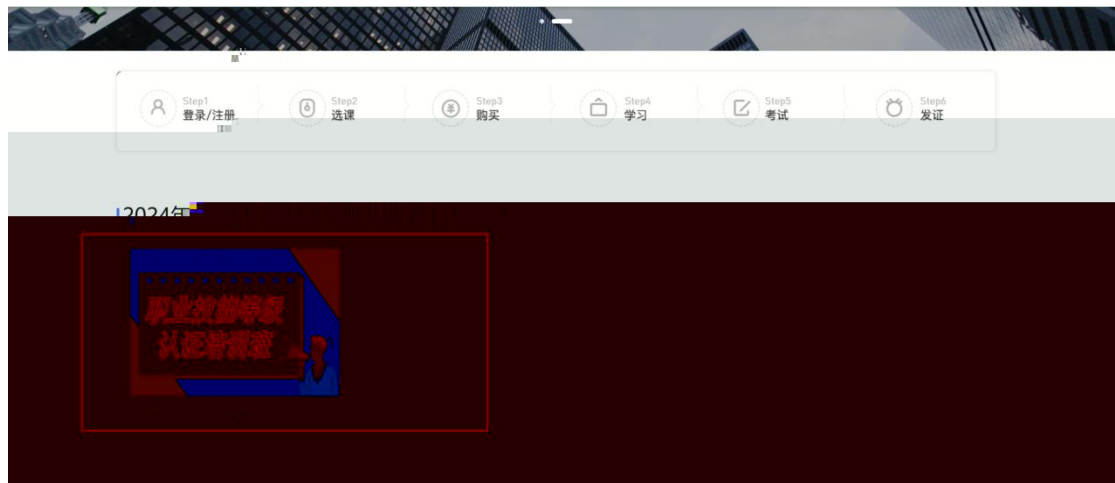 Step1
登录/注册
Step2
选课
Step3
购买
Step4
学习
Step5
考试
Step6
发证
2024年
职业技能等级
认证培训班